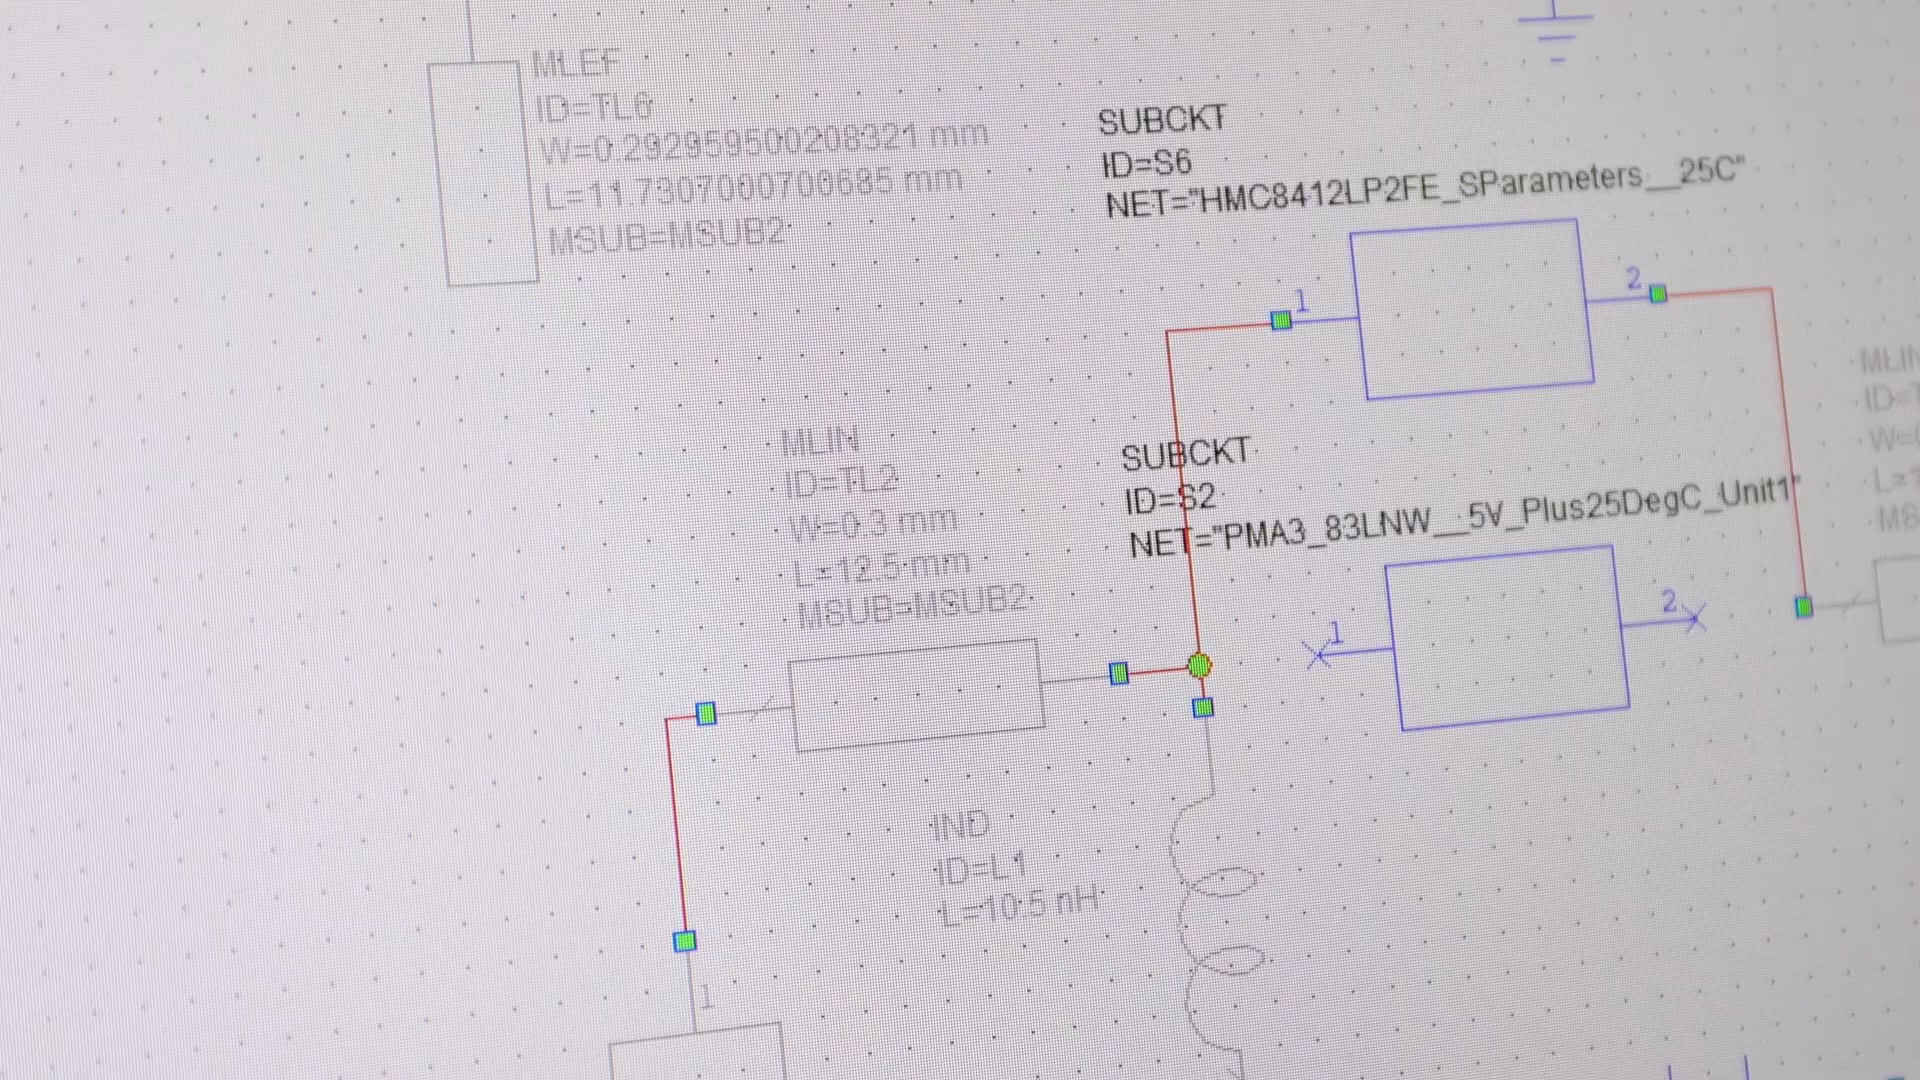 MLEF
ID=TL6
W=0.292959500208321 mm
L=11.7307000700685 mm
MSUB=MSUB2
SUBCKT
ID=S6
NET="HMC8412LP2FE_SParameters__25C"
1
2
MLIN
ID=TL2
W=0.3 mm
L=12.5 mm
MSUB=MSUB2
SUBCKT
ID=S2
NET="PMA3_83LNW__5V_Plus25DegC_Unit1"
1
2
MLIN
IND
ID=L1
L=10.5 nH
1